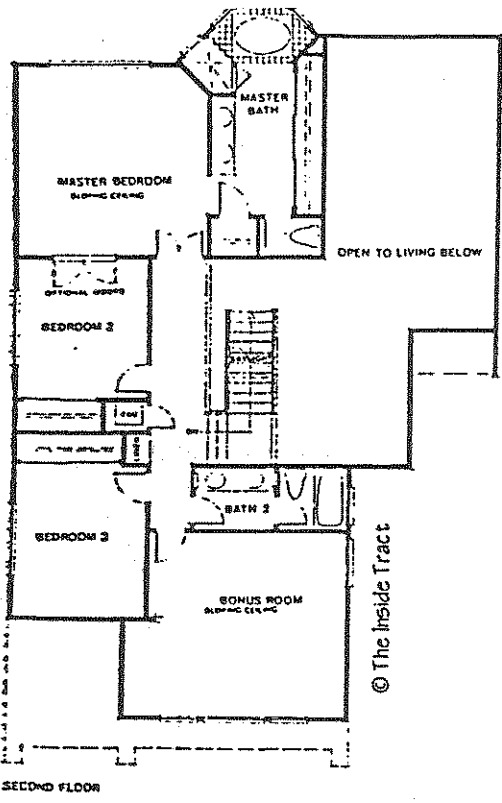 MASTER
BATH
MASTER BEDROOM
SLOPING CEILING
OPEN TO LIVING BELOW
OPTIONAL DOORS
BEDROOM 2
LINEN
BATH 2
BEDROOM 3
BONUS ROOM
SLOPING CEILING
© The Inside Tract
SECOND FLOOR